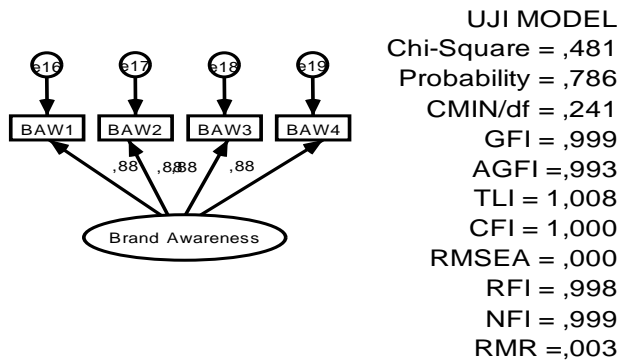 e16 e17 e18 e19
BAW1 BAW2 BAW3 BAW4
,88 ,88 ,88 ,88
Brand Awareness
UJI MODEL
Chi-Square = ,481
Probability = ,786
CMIN/df = ,241
GFI = ,999
AGFI =,993
TLI = 1,008
CFI = 1,000
RMSEA = ,000
RFI = ,998
NFI = ,999
RMR =,003